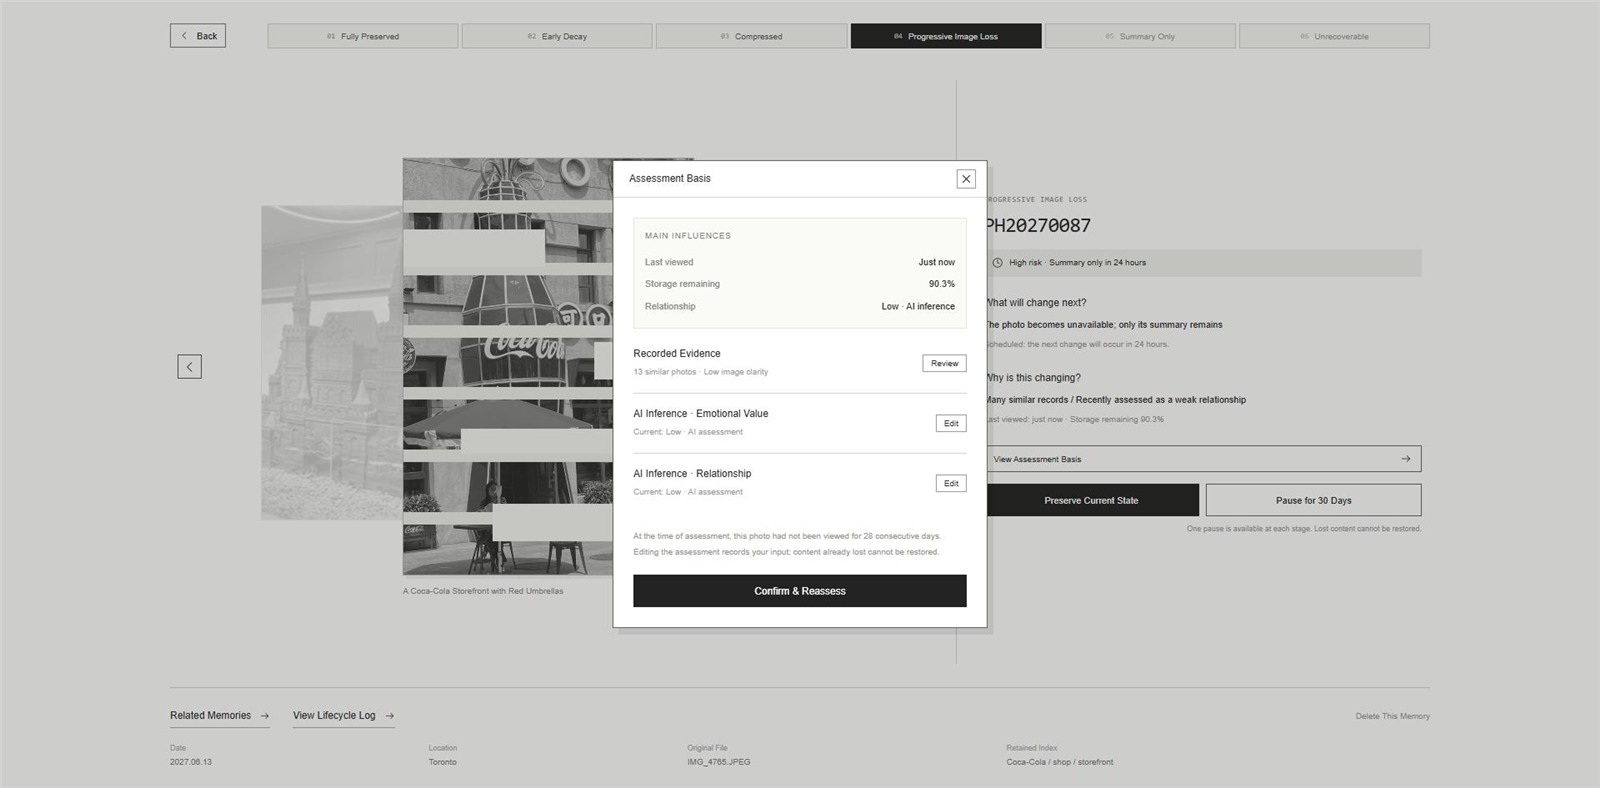 Back
01 Fully Preserved
02 Early Decay
03 Compressed
04 Progressive Image Loss
05 Summary Only
06 Unrecoverable
可口
Coca-Cola
A Coca-Cola Storefront with Red Umbrellas
Assessment Basis
MAIN INFLUENCES
Last viewed Just now
Storage remaining 90.3%
Relationship Low · AI inference
Recorded Evidence
13 similar photos · Low image clarity
Review
AI Inference · Emotional Value
Current: Low · AI assessment
Edit
AI Inference · Relationship
Current: Low · AI assessment
Edit
At the time of assessment, this photo had not been viewed for 28 consecutive days.
Editing the assessment records your input; content already lost cannot be restored.
Confirm & Reassess
ROGRESSIVE IMAGE LOSS
PH20270087
High risk · Summary only in 24 hours
What will change next?
The photo becomes unavailable; only its summary remains
Scheduled: the next change will occur in 24 hours.
Why is this changing?
Many similar records / Recently assessed as a weak relationship
Last viewed: just now · Storage remaining 90.3%
View Assessment Basis
Preserve Current State
Pause for 30 Days
One pause is available at each stage. Lost content cannot be restored.
Related Memories
View Lifecycle Log
Delete This Memory
Date
2027.06.13
Location
Toronto
Original File
IMG_4765.JPEG
Retained Index
Coca-Cola / shop / storefront